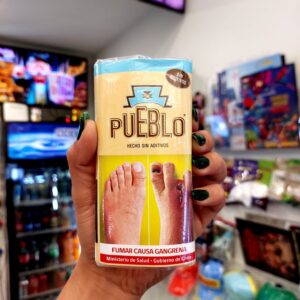 PUEBLO
HECHO SIN ADITIVOS
FUMAR CAUSA GANGRENA
Ministerio de Salud - Gobierno de Chile